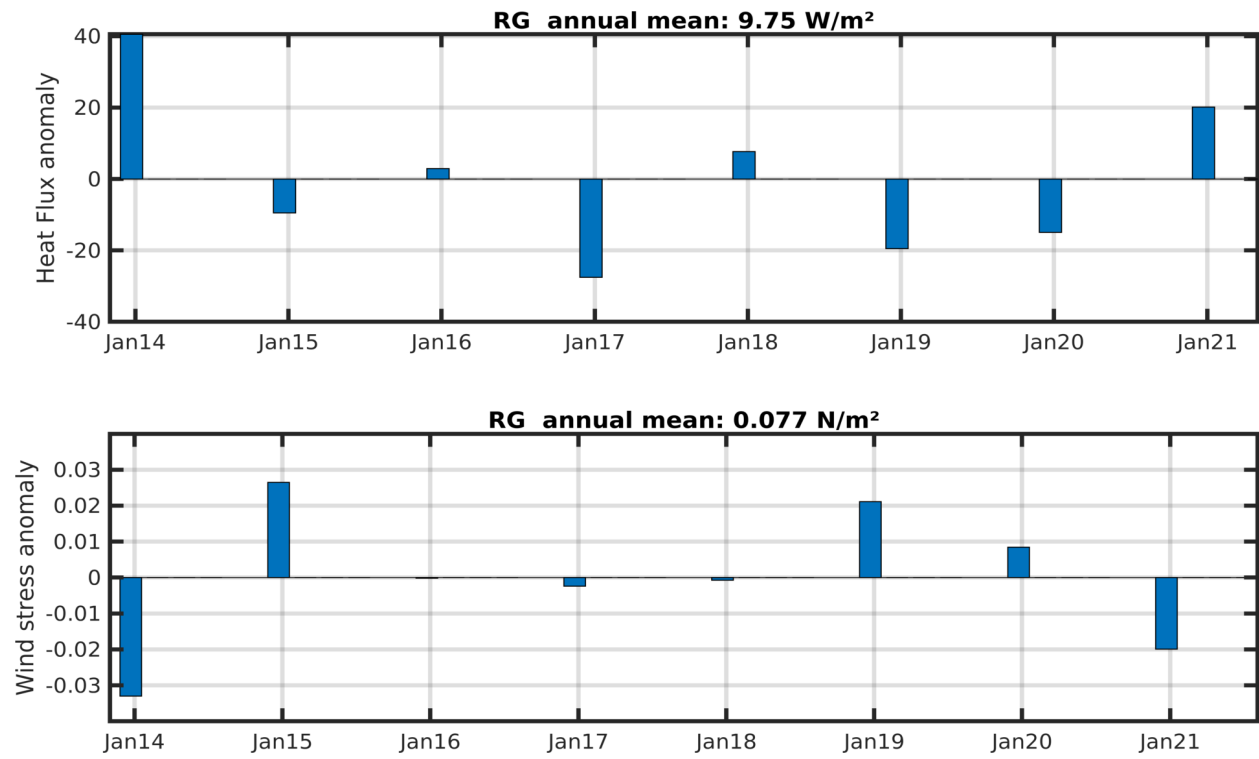 RG  annual mean: 9.75 W/m²
Heat Flux anomaly
40
20
0
-20
-40
Jan14 Jan15 Jan16 Jan17 Jan18 Jan19 Jan20 Jan21
RG  annual mean: 0.077 N/m²
Wind stress anomaly
0.03
0.02
0.01
0
-0.01
-0.02
-0.03
Jan14 Jan15 Jan16 Jan17 Jan18 Jan19 Jan20 Jan21